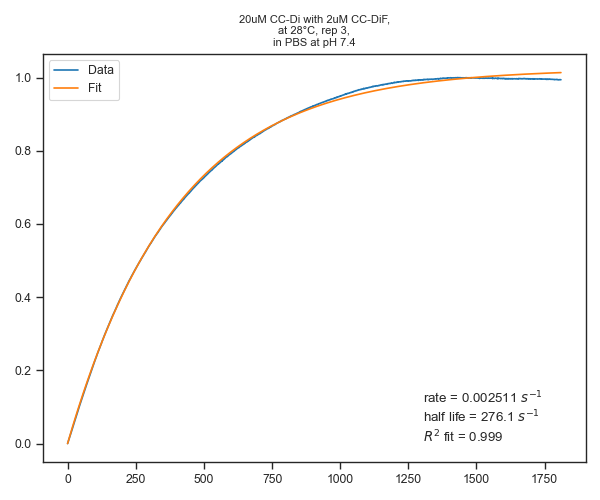 20uM CC-Di with 2uM CC-DiF,
at 28°C, rep 3,
in PBS at pH 7.4
Data
Fit
1.0
0.8
0.6
0.4
0.2
0.0
rate = 0.002511 s⁻¹
half life = 276.1 s⁻¹
R² fit = 0.999
0 250 500 750 1000 1250 1500 1750